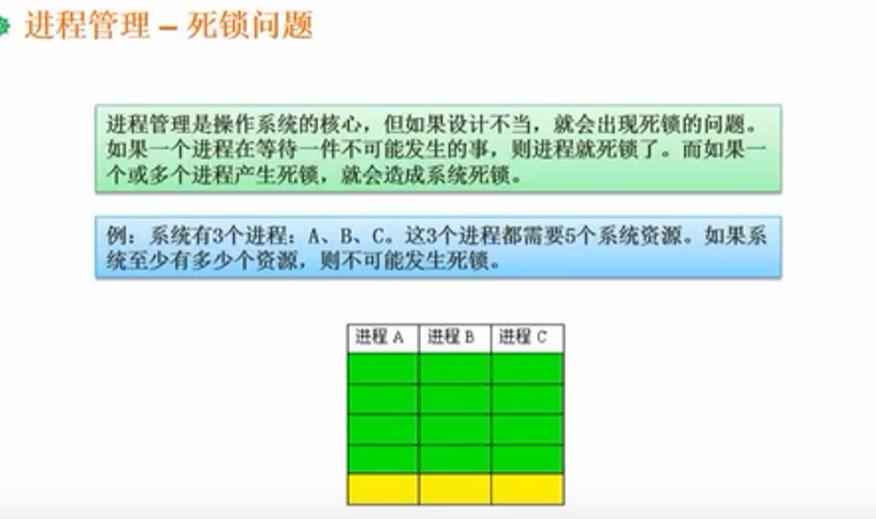 进程管理 – 死锁问题
进程管理是操作系统的核心，但如果设计不当，就会出现死锁的问题。
如果一个进程在等待一件不可能发生的事，则进程就死锁了。而如果一
个或多个进程产生死锁，就会造成系统死锁。
例：系统有3个进程：A、B、C。这3个进程都需要5个系统资源。如果系
统至少有多少个资源，则不可能发生死锁。
进程 A 进程 B 进程 C